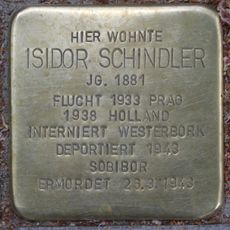 HIER WOHNTE
ISIDOR SCHINDLER
JG. 1881
FLUCHT 1933 PRAG
1938 HOLLAND
INTERNIERT WESTERBORK
DEPORTIERT 1943
SOBIBOR
ERMORDET 26.3.1943